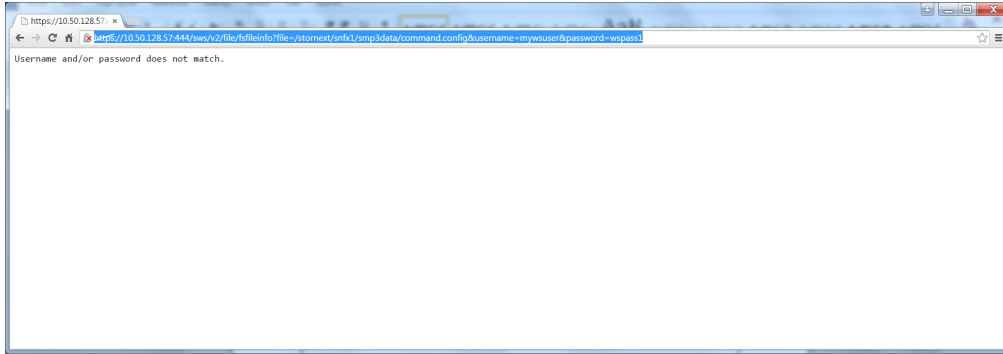 https://10.50.128.57:
https://10.50.128.57:444/sws/v2/file/fsfileinfo?file=/stornext/snfx1/smp3data/command.config&username=mywsuser&password=wspass1
Username and/or password does not match.